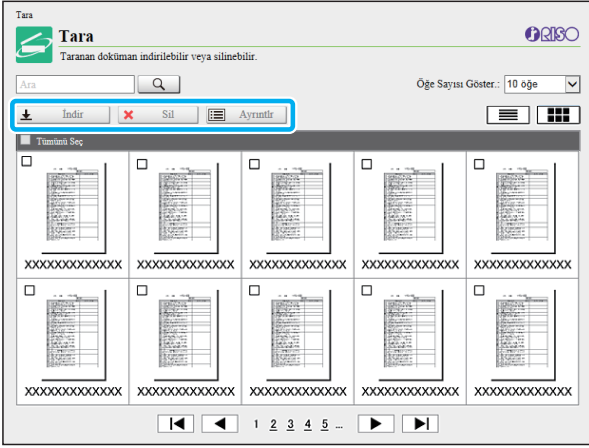 Tara
Tara
RISO
Taranan doküman indirilebilir veya silinebilir.
Ara
Öğe Sayısı Göster.: 10 öğe
İndir Sil Ayrıntlr
Tümünü Seç
XXXXXXXXXXXXX XXXXXXXXXXXXX XXXXXXXXXXXXX XXXXXXXXXXXXX XXXXXXXXXXXXX
XXXXXXXXXXXXX XXXXXXXXXXXXX XXXXXXXXXXXXX XXXXXXXXXXXXX XXXXXXXXXXXXX
1 2 3 4 5 ...